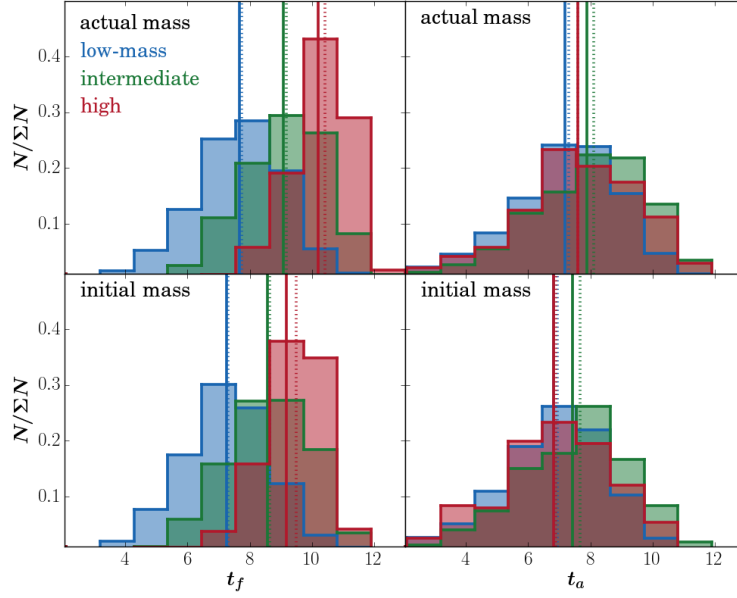 actual mass
low-mass
intermediate
high
actual mass
0.4
0.3
0.2
0.1
N/ΣN
initial mass
initial mass
0.4
0.3
0.2
0.1
N/ΣN
4 6 8 10 12
4 6 8 10 12
t_f
t_a